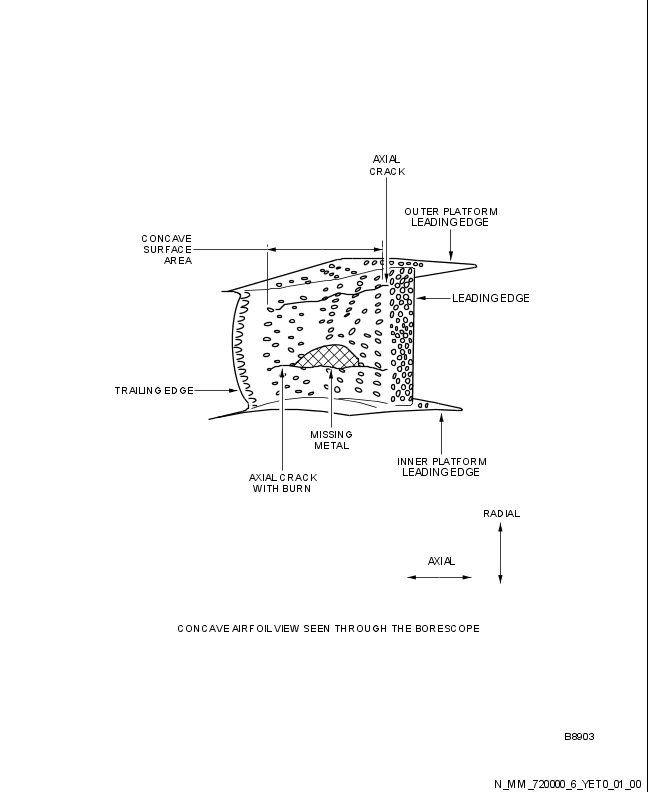 AXIAL
CRACK
OUTER PLATFORM
LEADING EDGE
CONCAVE
SURFACE
AREA
LEADING EDGE
TRAILING EDGE
MISSING
METAL
INNER PLATFORM
LEADING EDGE
AXIAL CRACK
WITH BURN
RADIAL
AXIAL
CONCAVE AIRFOIL VIEW SEEN THROUGH THE BORESCOPE
B8903
N_MM_720000_6_YET0_01_00